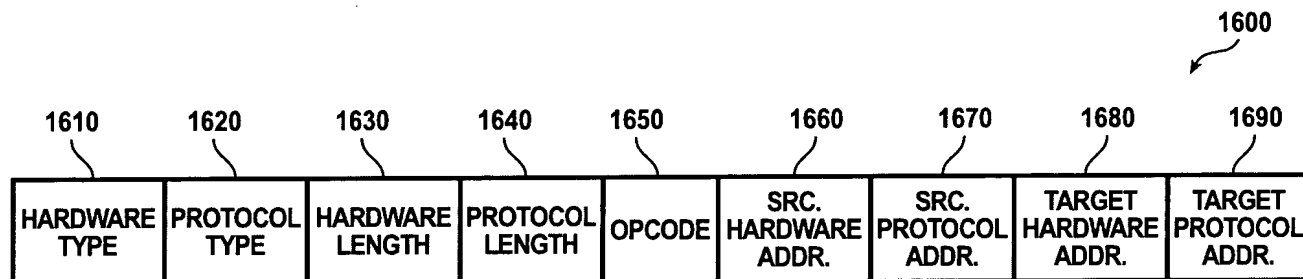 1600
1610 1620 1630 1640 1650 1660 1670 1680 1690
HARDWARE TYPE
PROTOCOL TYPE
HARDWARE LENGTH
PROTOCOL LENGTH
OPCODE
SRC. HARDWARE ADDR.
SRC. PROTOCOL ADDR.
TARGET HARDWARE ADDR.
TARGET PROTOCOL ADDR.